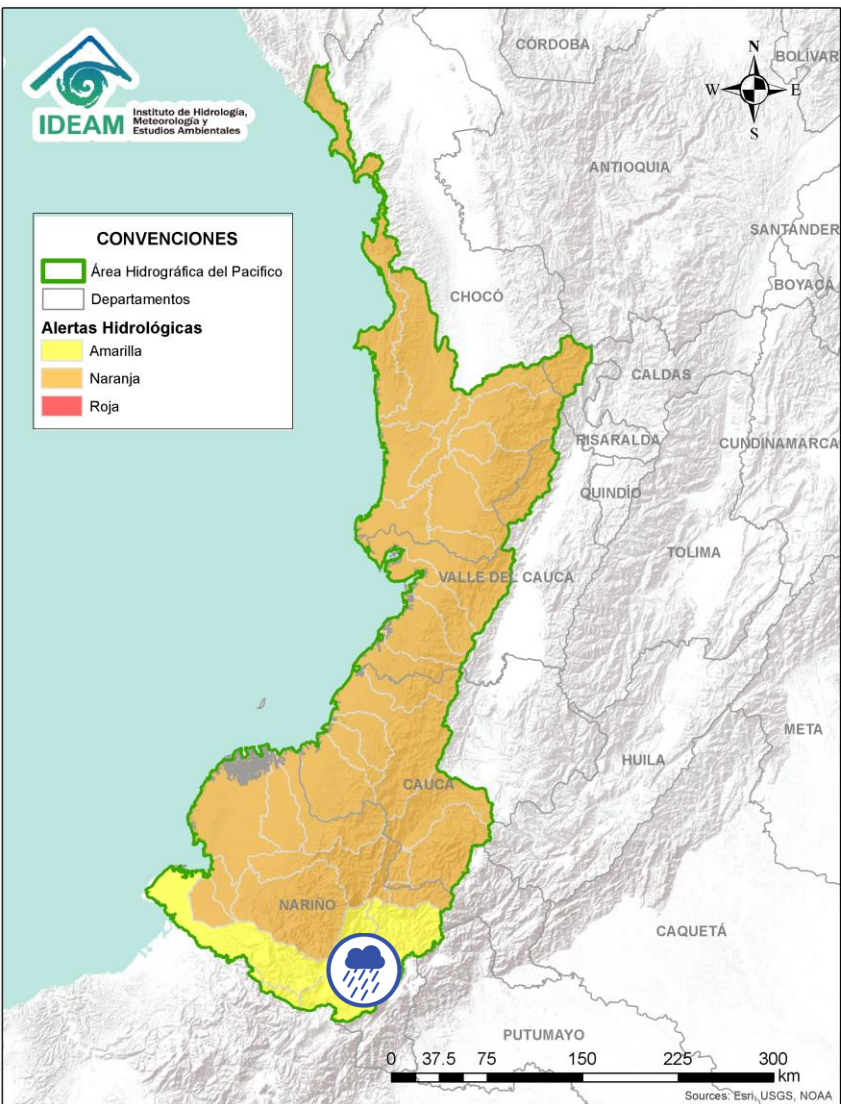 IDEAM
Instituto de Hidrología,
Meteorología y
Estudios Ambientales
CÓRDOBA
BOLÍVAR
N
W
E
S
ANTIOQUIA
SANTANDER
BOYACÁ
CONVENCIONES
Área Hidrográfica del Pacifico
Departamentos
Alertas Hidrológicas
Amarilla
Naranja
Roja
CHOCÓ
CALDAS
RISARALDA
CUNDINAMARCA
QUINDÍO
TOLIMA
VALLE DEL CAUCA
META
HUILA
CAUCA
NARIÑO
CAQUETÁ
PUTUMAYO
0 37.5 75 150 225 300
km
Sources: Esri, USGS, NOAA